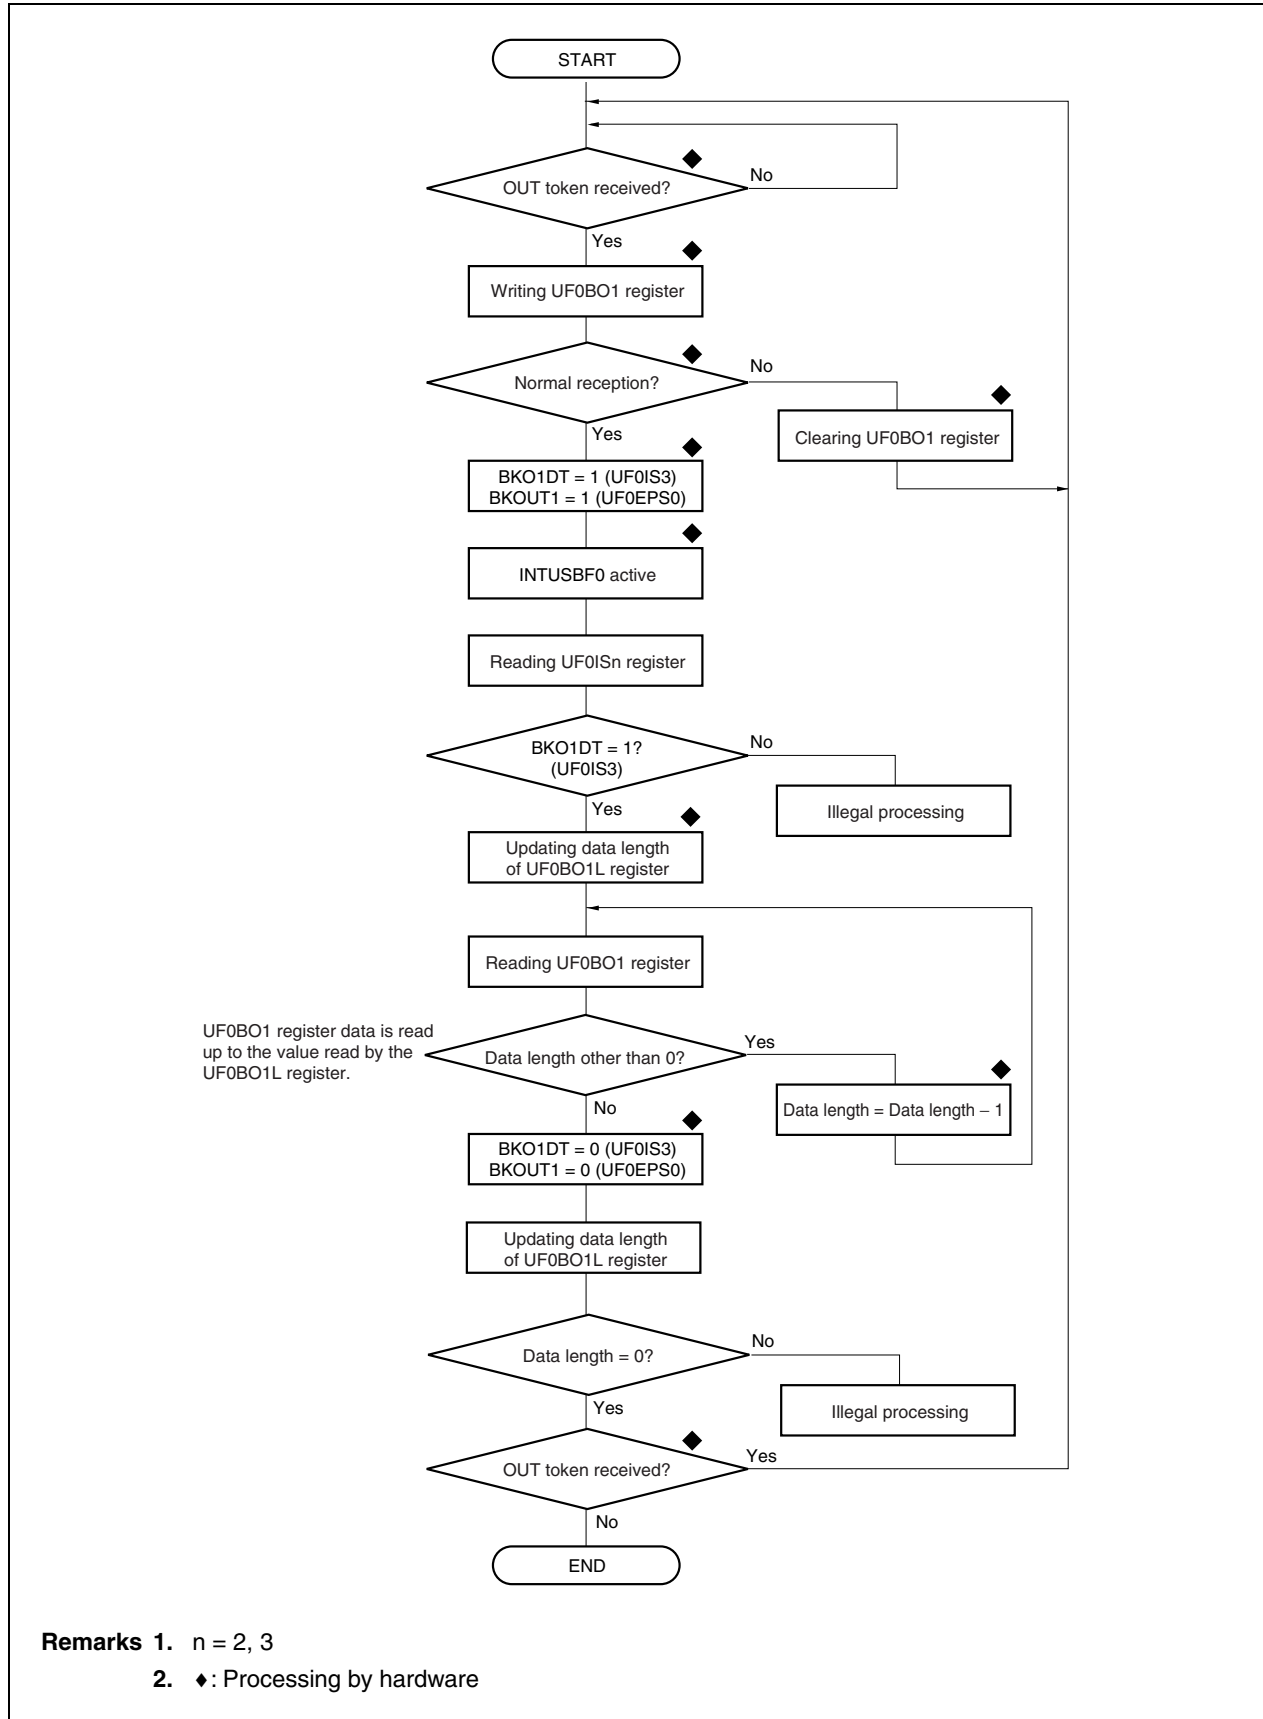 START
OUT token received?
No
Yes
Writing UF0BO1 register
Normal reception?
No
Yes
Clearing UF0BO1 register
BKO1DT = 1 (UF0IS3)
BKOUT1 = 1 (UF0EPS0)
INTUSBF0 active
Reading UF0ISn register
BKO1DT = 1?
(UF0IS3)
No
Yes
Illegal processing
Updating data length
of UF0BO1L register
Reading UF0BO1 register
UF0BO1 register data is read
up to the value read by the
UF0BO1L register.
Data length other than 0?
Yes
No
Data length = Data length − 1
BKO1DT = 0 (UF0IS3)
BKOUT1 = 0 (UF0EPS0)
Updating data length
of UF0BO1L register
Data length = 0?
No
Yes
Illegal processing
OUT token received?
Yes
No
END
Remarks 1. n = 2, 3
2. ♦: Processing by hardware